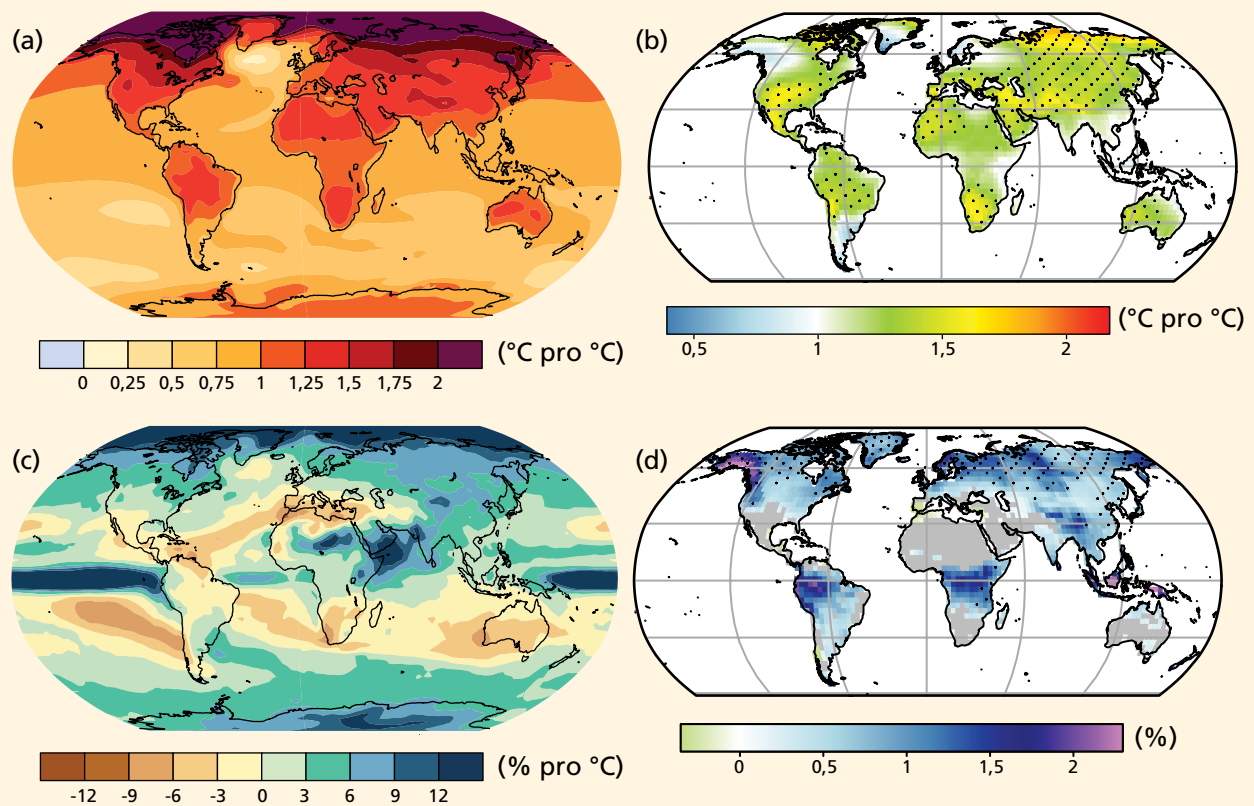 (a)
(b)
(°C pro °C)
0,5 1 1,5 2
(°C pro °C)
0 0,25 0,5 0,75 1 1,25 1,5 1,75 2
(c)
(d)
(%)
0 0,5 1 1,5 2
(% pro °C)
-12 -9 -6 -3 0 3 6 9 12